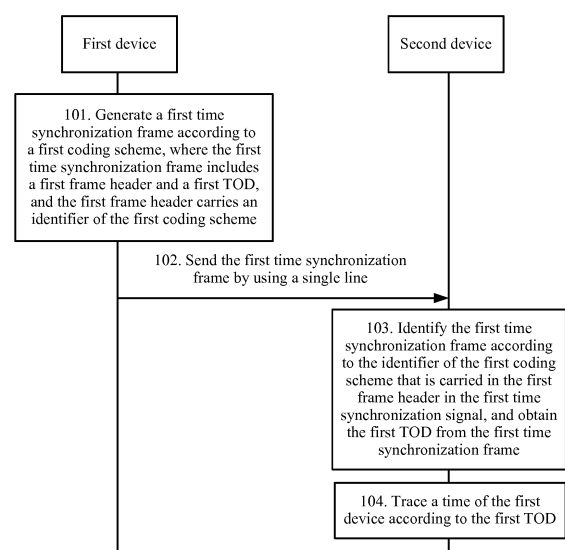 First device
Second device
101. Generate a first time
synchronization frame according to
a first coding scheme, where the first
time synchronization frame includes
a first frame header and a first TOD,
and the first frame header carries an
identifier of the first coding scheme
102. Send the first time synchronization
frame by using a single line
103. Identify the first time
synchronization frame according
to the identifier of the first coding
scheme that is carried in the first
frame header in the first time
synchronization signal, and obtain
the first TOD from the first time
synchronization frame
104. Trace a time of the first
device according to the first TOD